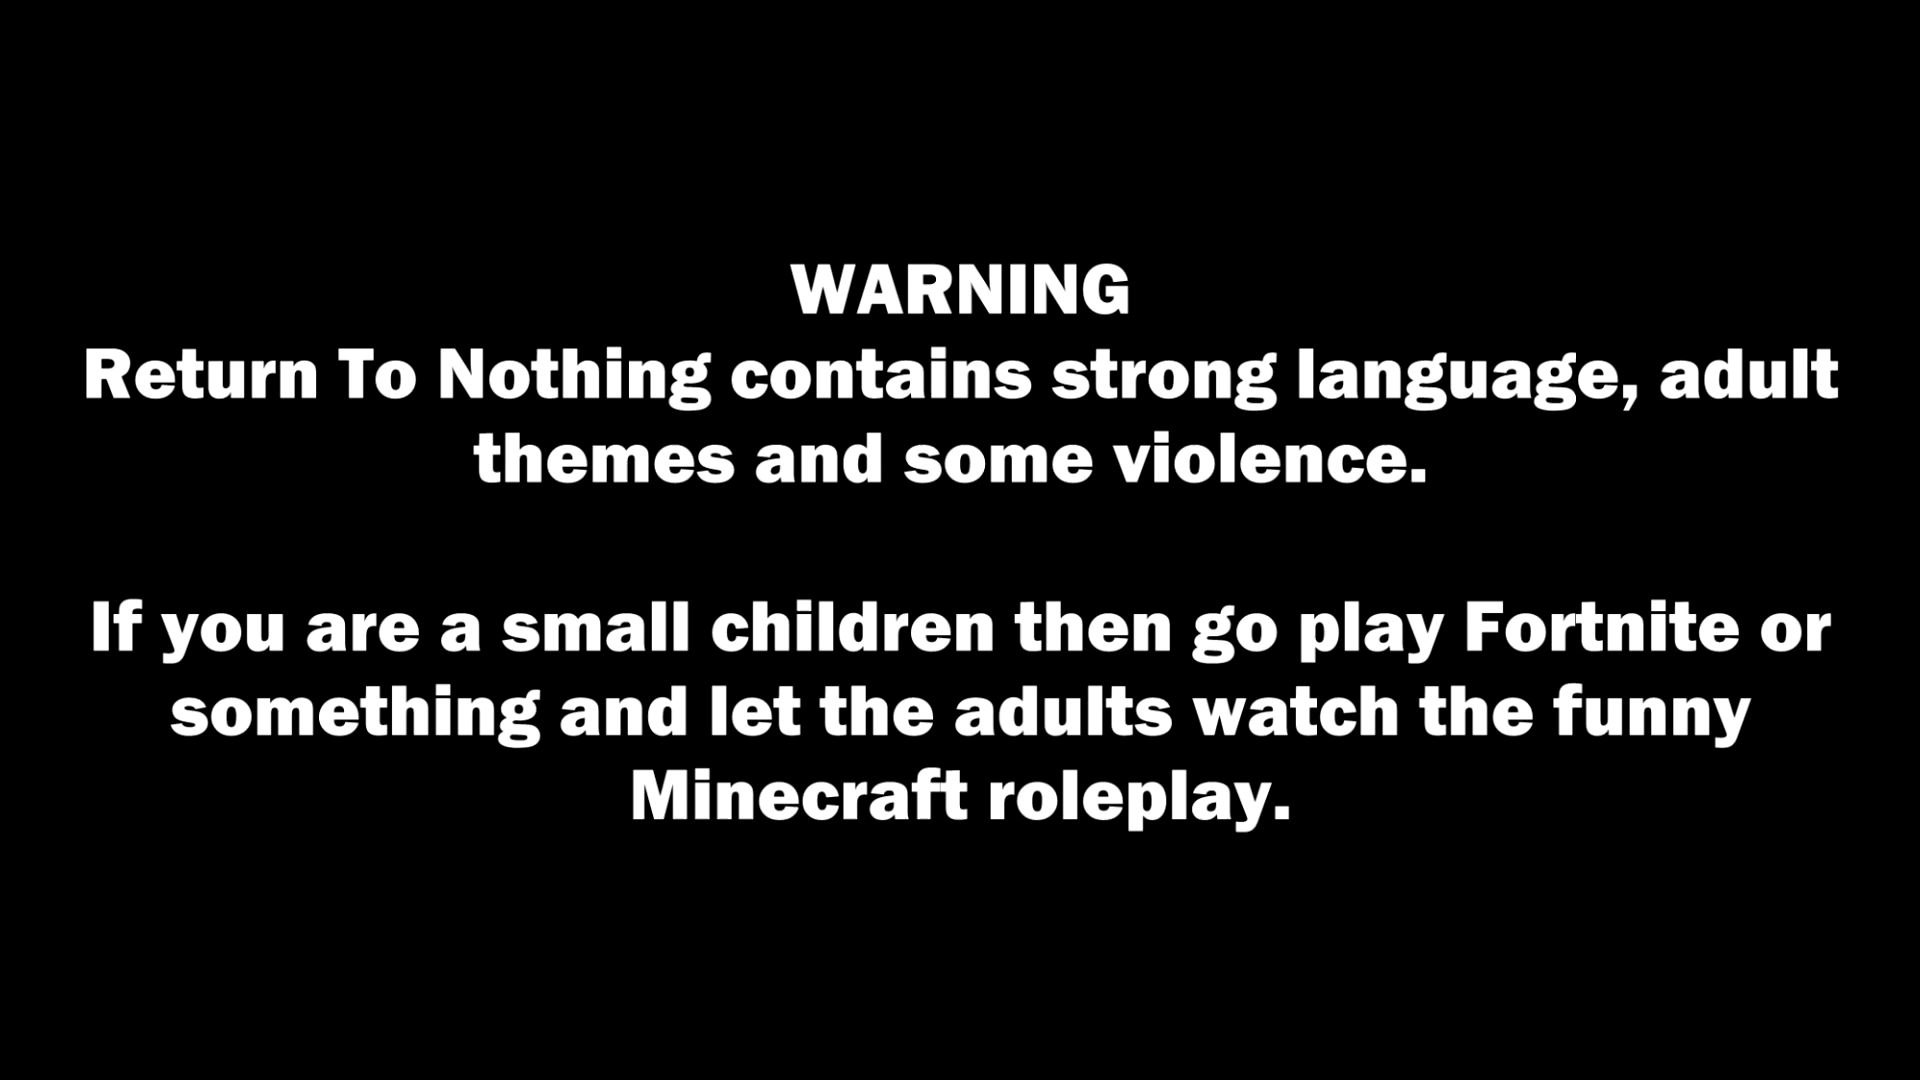 WARNING
Return To Nothing contains strong language, adult
themes and some violence.
If you are a small children then go play Fortnite or
something and let the adults watch the funny
Minecraft roleplay.